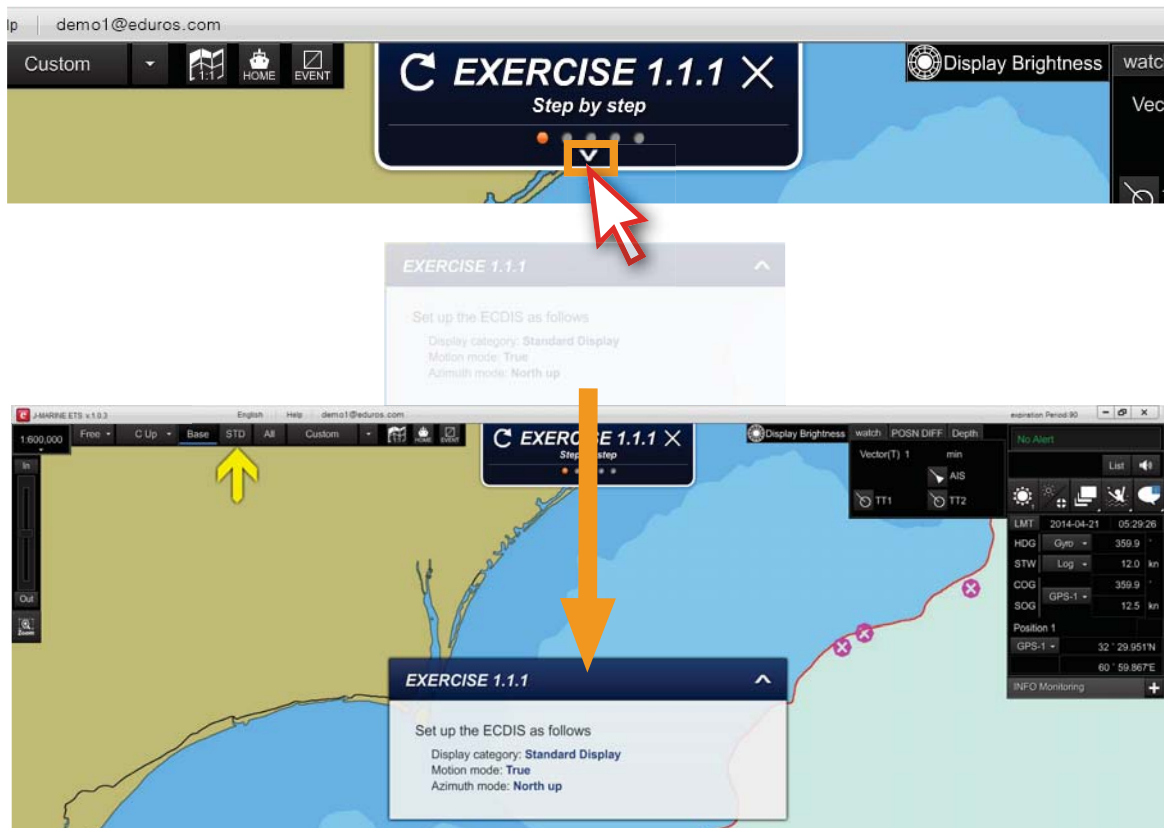 lp demo1@eduros.com
Custom 1:1 HOME EVENT
EXERCISE 1.1.1
Step by step
Display Brightness watc
Vec
EXERCISE 1.1.1
Set up the ECDIS as follows
Display category: Standard Display
Motion mode: True
Azimuth mode: North up
J-MARINE ETS v.1.0.3 English Help demo1@eduros.com expiration Period:90
1:600,000 Free C Up Base STD All Custom HOME EVENT
EXERCISE 1.1.1
Step by step
Display Brightness watch POSN DIFF Depth
Vector(T) 1 min
AIS
TT1 TT2
No Alert
List
In
Out
Zoom
LMT 2014-04-21 05:29:26
HDG Gyro 359.9 °
STW Log 12.0 kn
COG 359.9 °
GPS-1
SOG 12.5 kn
Position 1
GPS-1 32 ° 29.951'N
60 ° 59.867'E
INFO Monitoring
EXERCISE 1.1.1
Set up the ECDIS as follows
Display category: Standard Display
Motion mode: True
Azimuth mode: North up